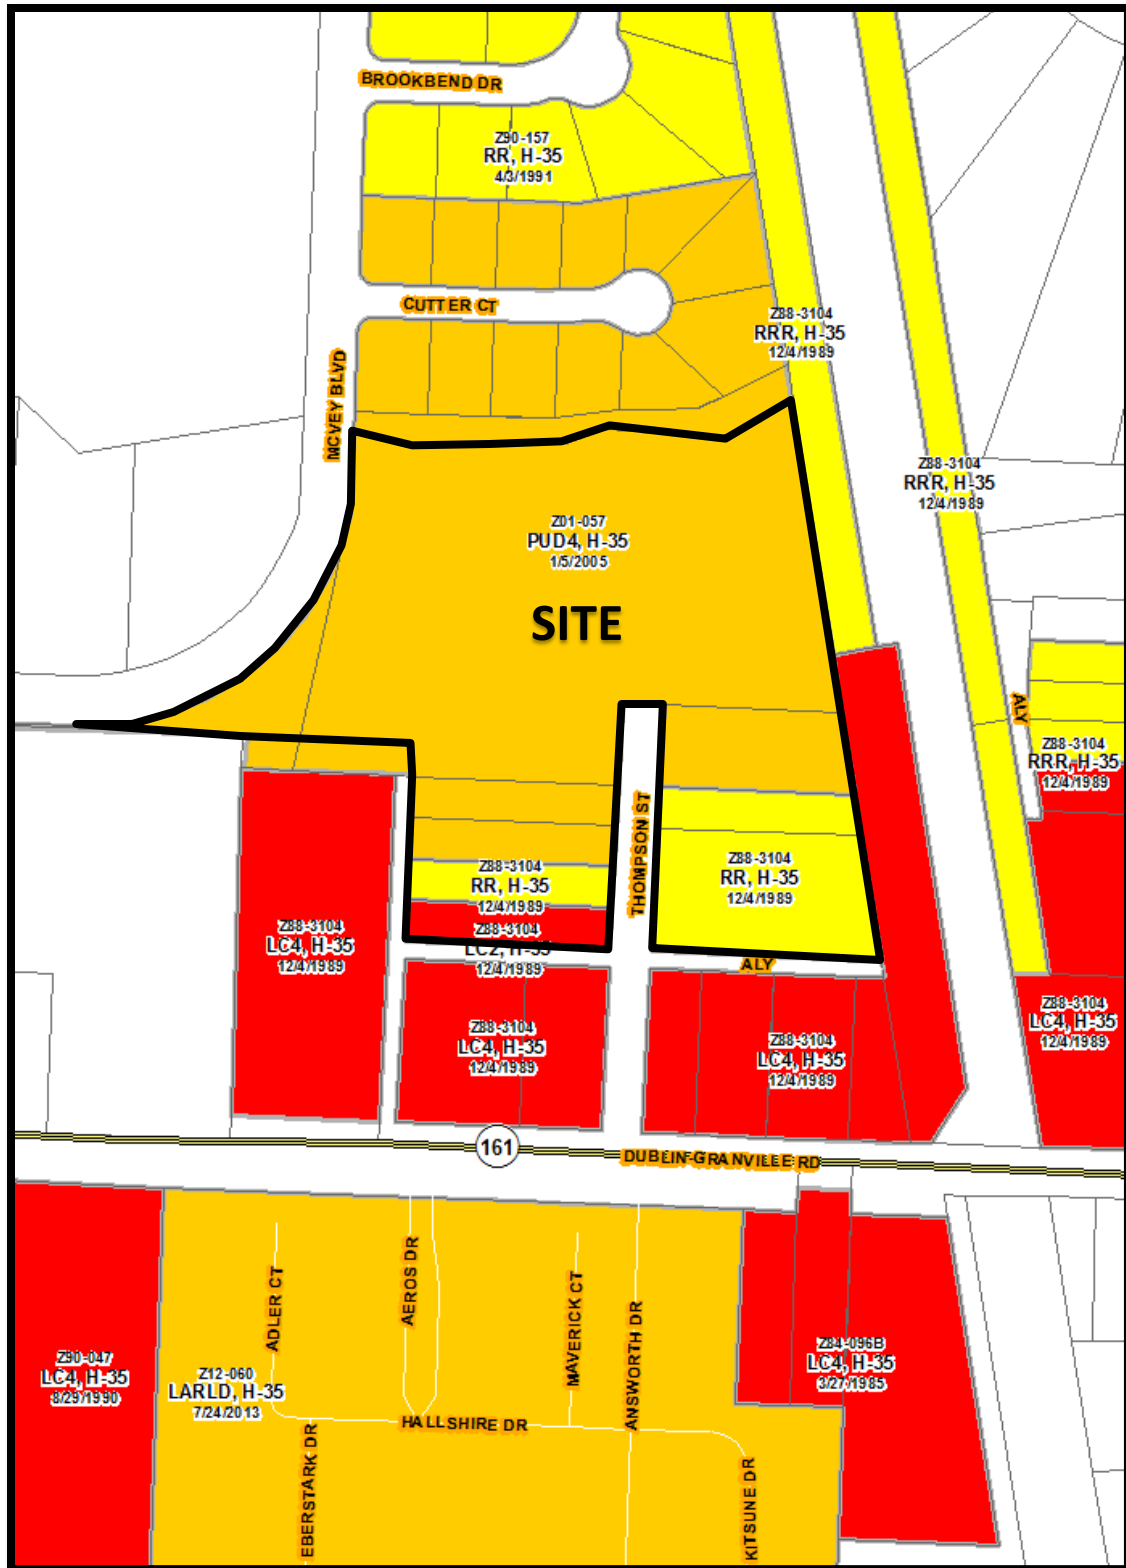 BROOKBEND DR
Z90-157
RR, H-35
4/3/1991
CUTTER CT
Z88-3104
RRR, H-35
12/4/1989
MCVEY BLVD
Z88-3104
RRR, H-35
12/4/1989
Z01-057
PUD4, H-35
1/5/2005
SITE
ALY
Z88-3104
RRR, H-35
12/4/1989
THOMPSON ST
Z88-3104
RR, H-35
12/4/1989
Z88-3104
RR, H-35
12/4/1989
Z88-3104
LC4, H-35
12/4/1989
Z88-3104
LC2, H-35
12/4/1989
ALY
Z88-3104
LC4, H-35
12/4/1989
Z88-3104
LC4, H-35
12/4/1989
Z88-3104
LC4, H-35
12/4/1989
161
DUBLIN-GRANVILLE RD
ADLER CT
AEROS DR
MAVERICK CT
ANSWORTH DR
Z90-047
LC4, H-35
8/29/1990
Z12-060
LARLD, H-35
7/24/2013
Z84-096B
LC4, H-35
3/27/1985
HALLSHIRE DR
EBERSTARK DR
KITSUNE DR